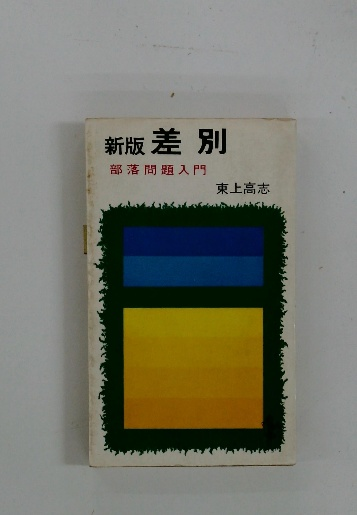 新版 差別
部落問題入門
東上高志